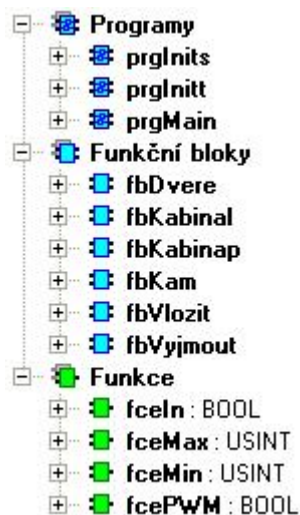 Programy
prgInits
prgInitt
prgMain
Funkční bloky
fbDvere
fbKabinal
fbKabinap
fbKam
fbVlozit
fbVyjmout
Funkce
fceIn : BOOL
fceMax : USINT
fceMin : USINT
fcePWM : BOOL